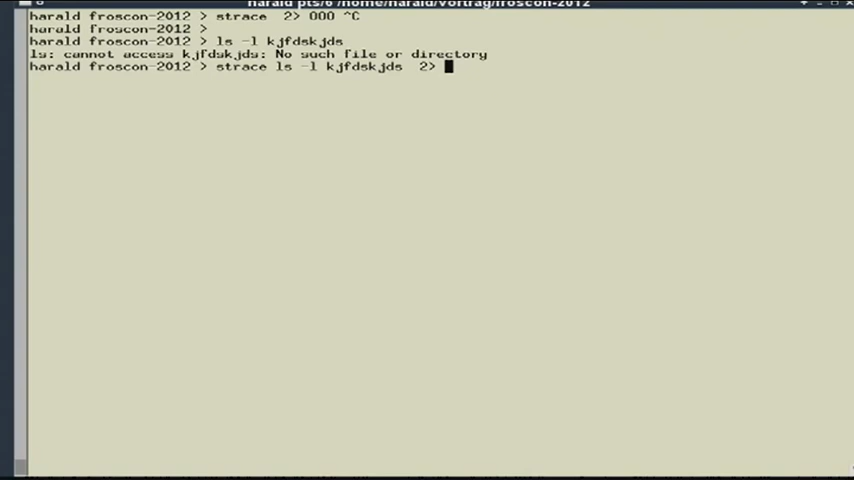 harald pts/6 /home/harald/vortrag/froscon-2012
harald froscon-2012 > strace  2> OOO ^C
harald froscon-2012 >
harald froscon-2012 > ls -l kjfdskjds
ls: cannot access kjfdskjds: No such file or directory
harald froscon-2012 > strace ls -l kjfdskjds  2>